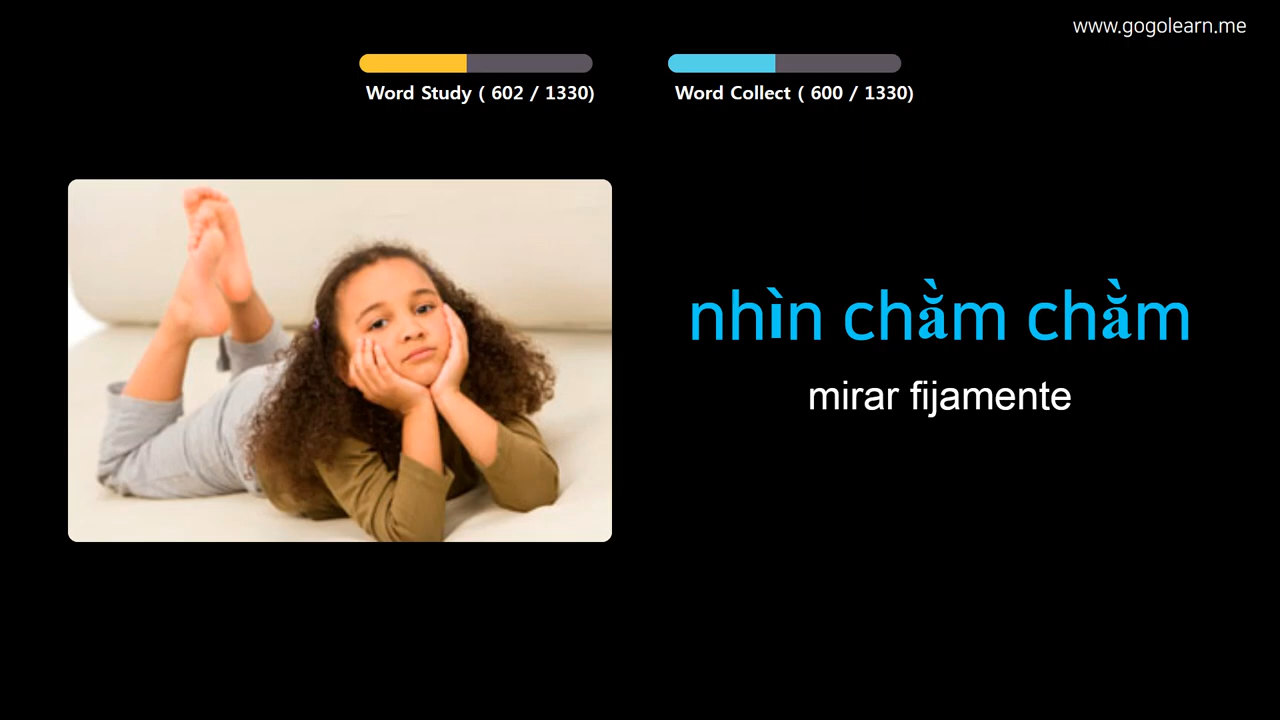 www.gogolearn.me
Word Study ( 602 / 1330)
Word Collect ( 600 / 1330)
nhìn chằm chằm
mirar fijamente